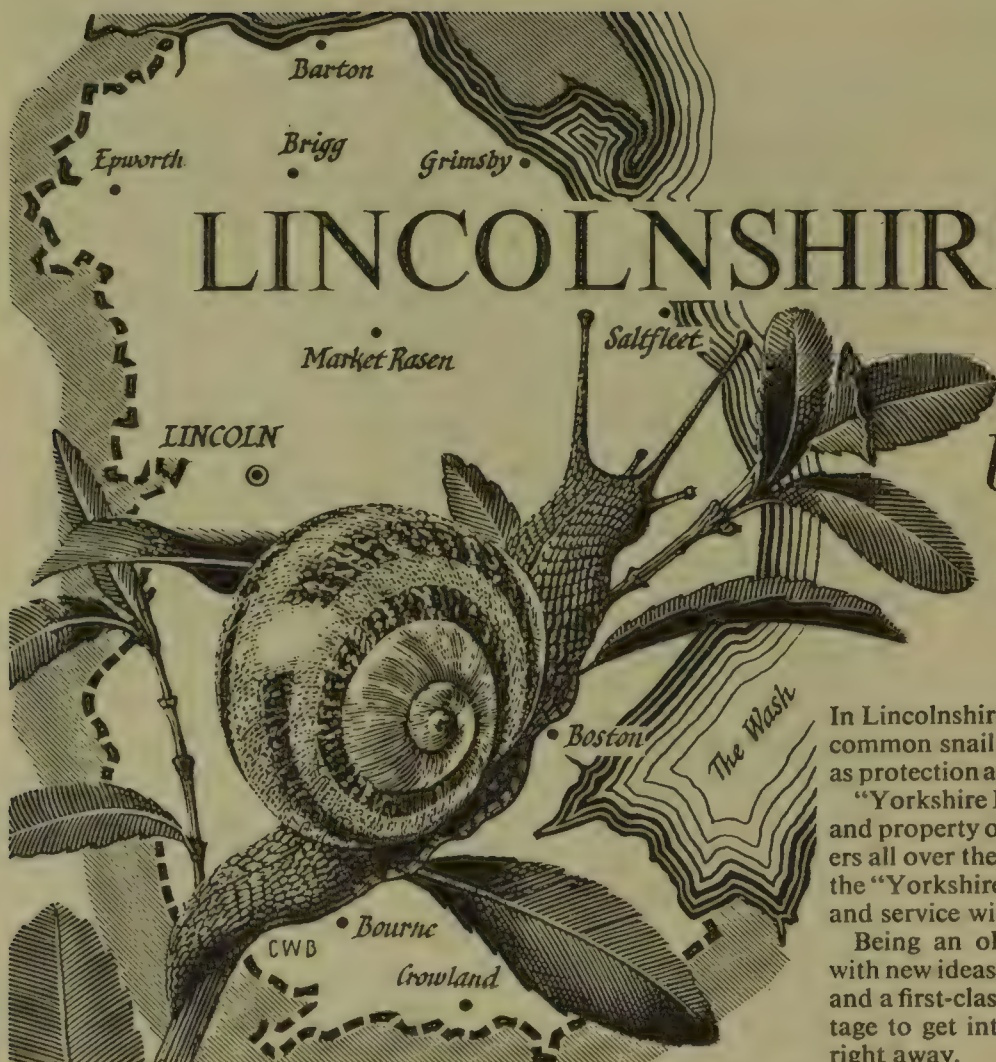 Barton
Epworth
Brigg
Grimsby
LINCOLNSHIR
Saltfleet
Market Rasen
LINCOLN
The Wash
Boston
In Lincolnshir
common snail
as protection a
"Yorkshire
and property o
ers all over the
the "Yorkshire
and service wi
Being an ol
with new ideas
and a first-clas
tage to get int
right away.
Bourne
CWB
Crowland